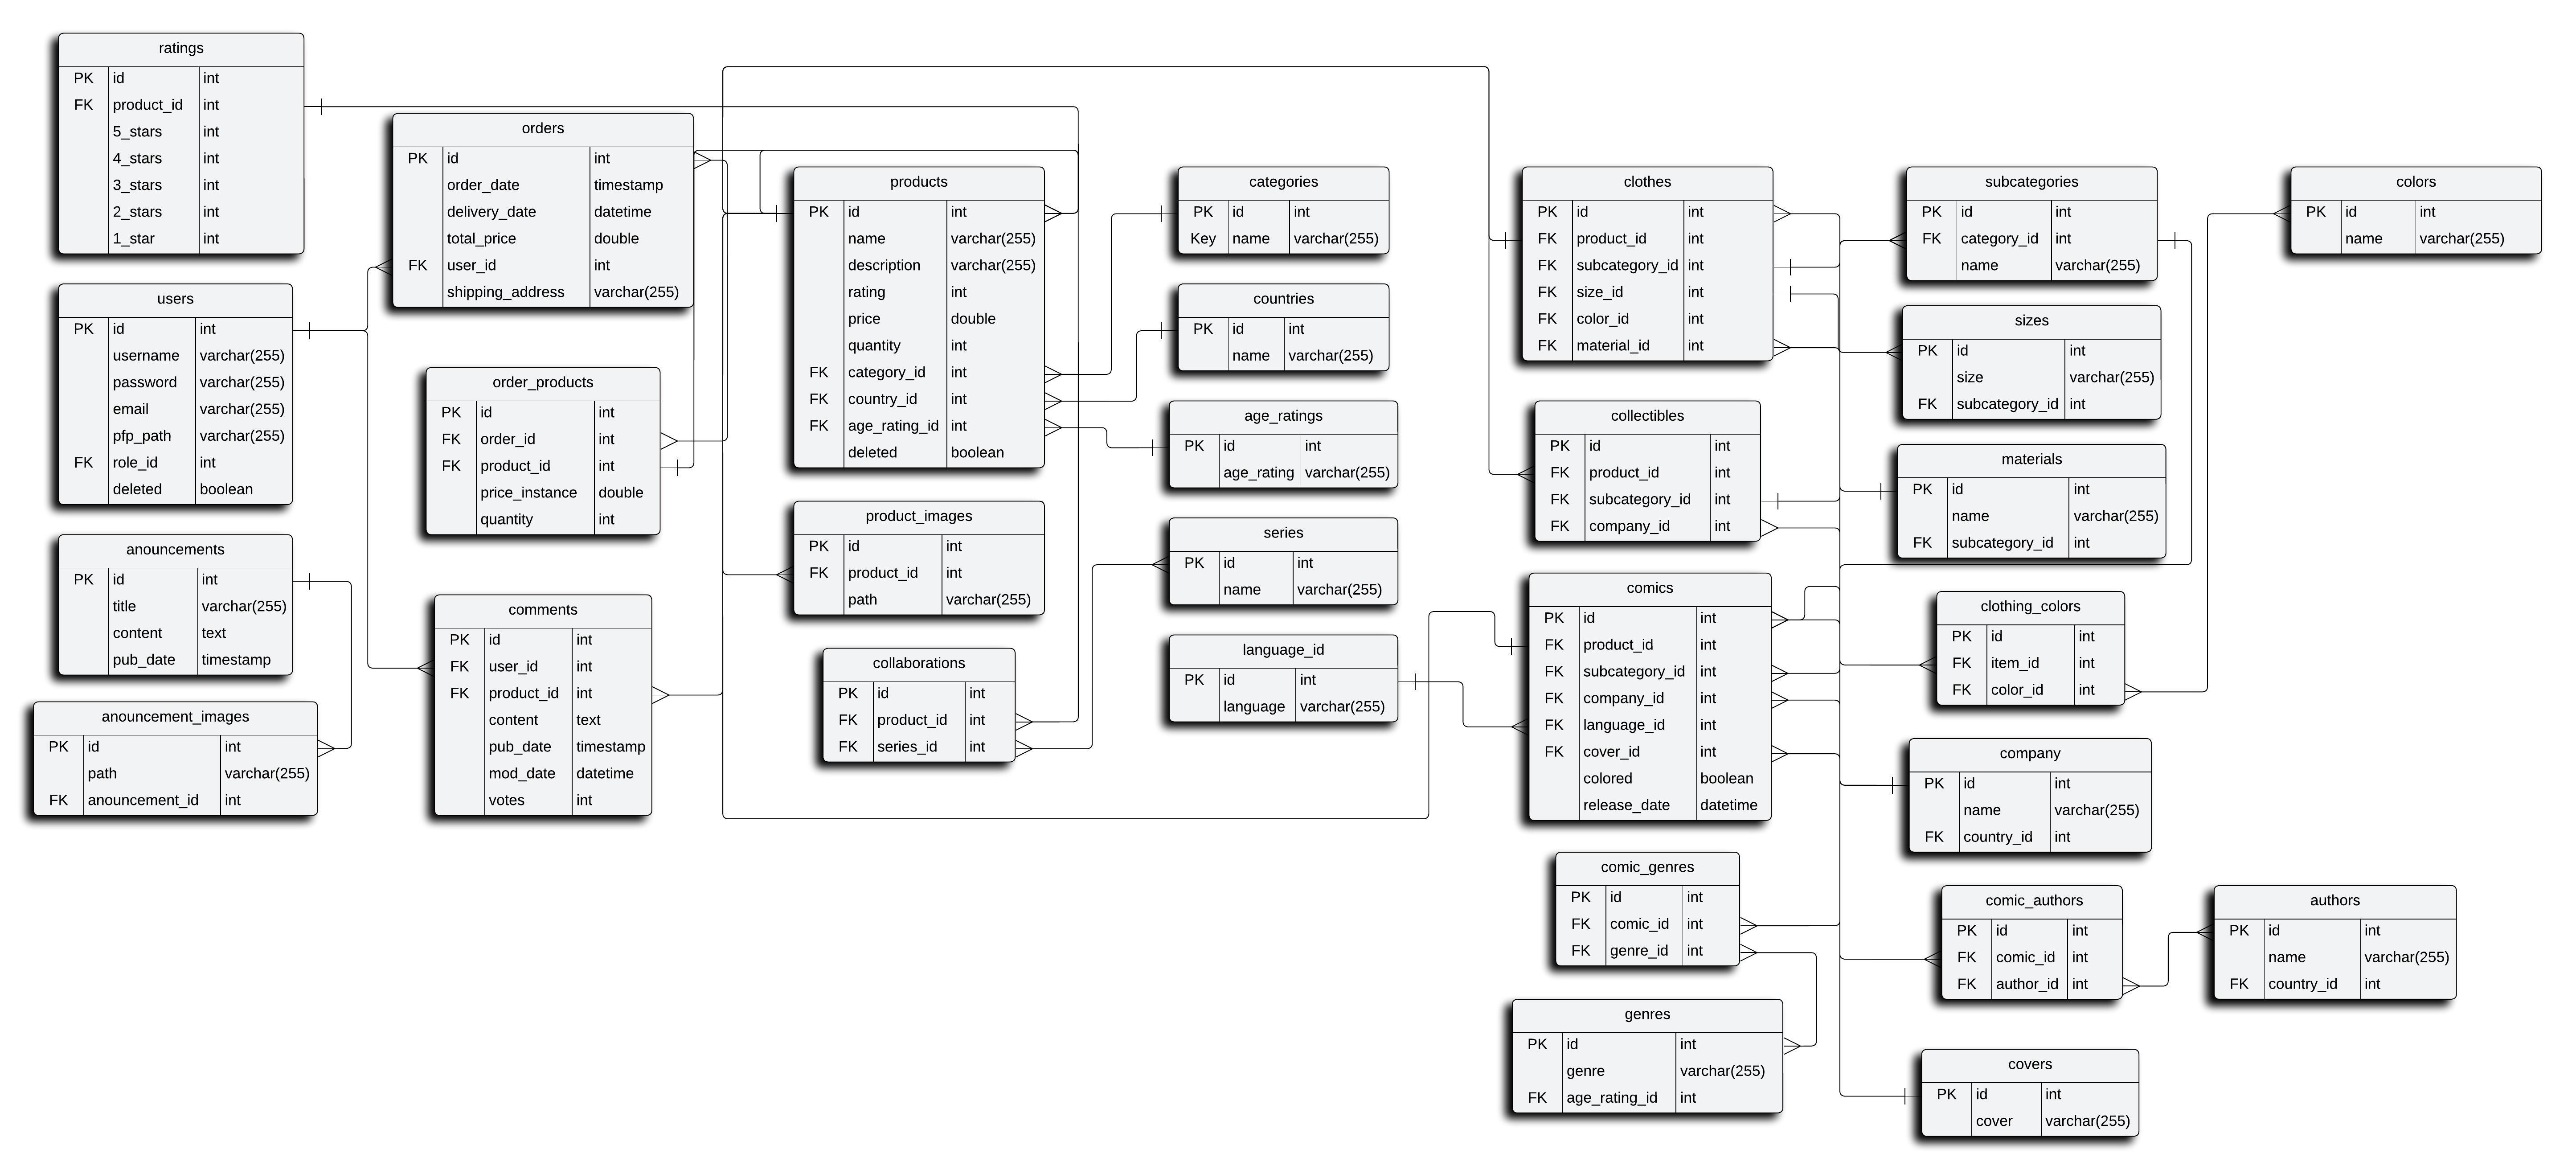 ratings
PK id int
FK product_id int
5_stars int
4_stars int
3_stars int
2_stars int
1_star int
users
PK id int
username varchar(255)
password varchar(255)
email varchar(255)
pfp_path varchar(255)
FK role_id int
deleted boolean
anouncements
PK id int
title varchar(255)
content text
pub_date timestamp
anouncement_images
PK id int
path varchar(255)
FK anouncement_id int
orders
PK id int
order_date timestamp
delivery_date datetime
total_price double
FK user_id int
shipping_address varchar(255)
order_products
PK id int
FK order_id int
FK product_id int
price_instance double
quantity int
comments
PK id int
FK user_id int
FK product_id int
content text
pub_date timestamp
mod_date datetime
votes int
products
PK id int
name varchar(255)
description varchar(255)
rating int
price double
quantity int
FK category_id int
FK country_id int
FK age_rating_id int
deleted boolean
product_images
PK id int
FK product_id int
path varchar(255)
collaborations
PK id int
FK product_id int
FK series_id int
categories
PK id int
Key name varchar(255)
countries
PK id int
name varchar(255)
age_ratings
PK id int
age_rating varchar(255)
series
PK id int
name varchar(255)
language_id
PK id int
language varchar(255)
clothes
PK id int
FK product_id int
FK subcategory_id int
FK size_id int
FK color_id int
FK material_id int
collectibles
PK id int
FK product_id int
FK subcategory_id int
FK company_id int
comics
PK id int
FK product_id int
FK subcategory_id int
FK company_id int
FK language_id int
FK cover_id int
colored boolean
release_date datetime
comic_genres
PK id int
FK comic_id int
FK genre_id int
genres
PK id int
genre varchar(255)
FK age_rating_id int
subcategories
PK id int
FK category_id int
name varchar(255)
sizes
PK id int
size varchar(255)
FK subcategory_id int
materials
PK id int
name varchar(255)
FK subcategory_id int
clothing_colors
PK id int
FK item_id int
FK color_id int
company
PK id int
name varchar(255)
FK country_id int
comic_authors
PK id int
FK comic_id int
FK author_id int
covers
PK id int
cover varchar(255)
colors
PK id int
name varchar(255)
authors
PK id int
name varchar(255)
FK country_id int